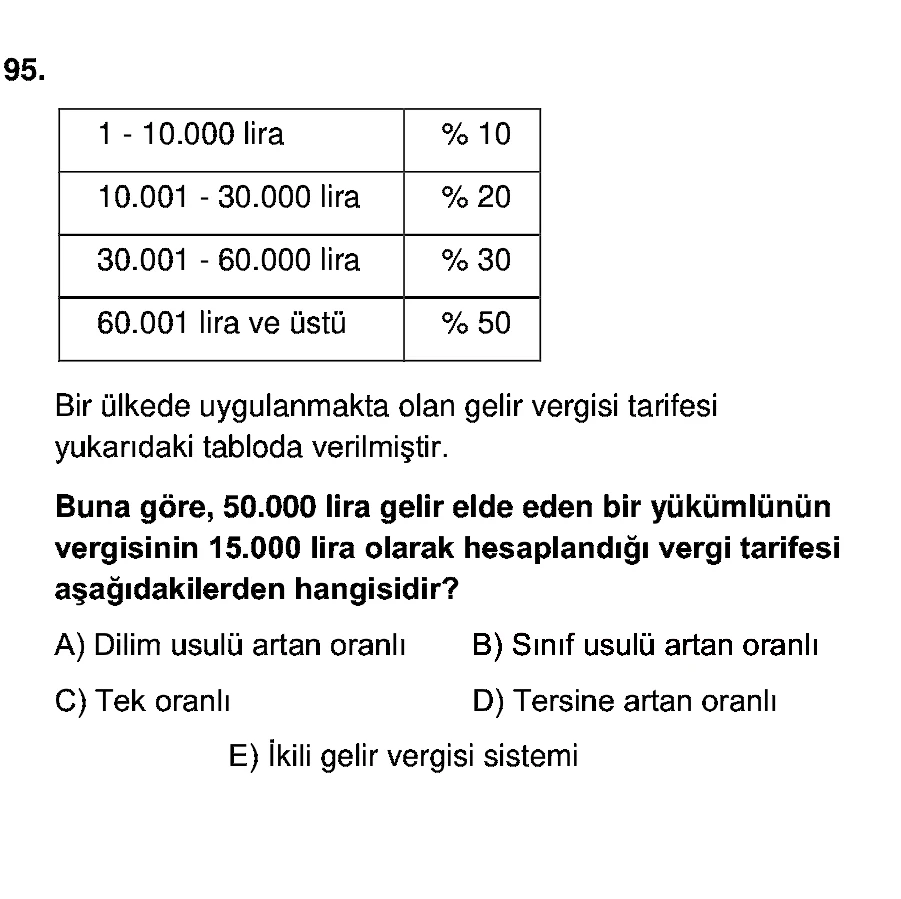 95.
1 - 10.000 lira % 10
10.001 - 30.000 lira % 20
30.001 - 60.000 lira % 30
60.001 lira ve üstü % 50
Bir ülkede uygulanmakta olan gelir vergisi tarifesi
yukarıdaki tabloda verilmiştir.
Buna göre, 50.000 lira gelir elde eden bir yükümlünün
vergisinin 15.000 lira olarak hesaplandığı vergi tarifesi
aşağıdakilerden hangisidir?
A) Dilim usulü artan oranlı B) Sınıf usulü artan oranlı
C) Tek oranlı D) Tersine artan oranlı
E) İkili gelir vergisi sistemi